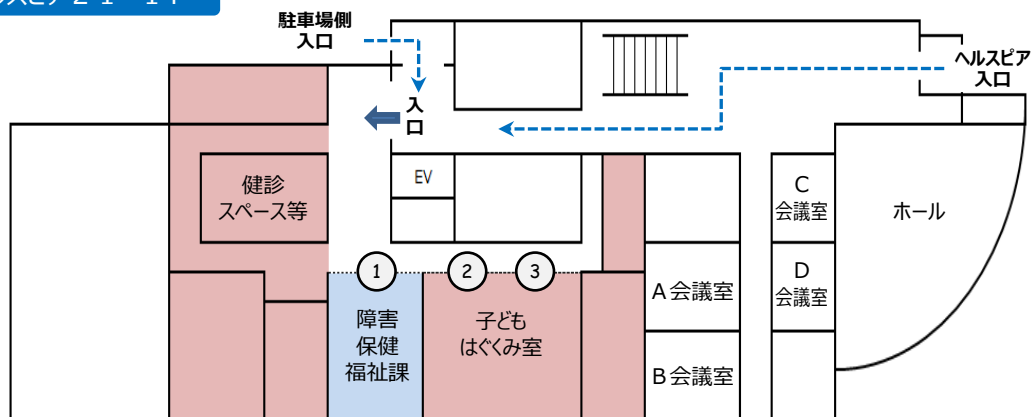 駐車場側
入口
ヘルスピア
入口
入
口
健診
スペース等
EV
C
会議室
ホール
1
2
3
D
会議室
A会議室
障害
保健
福祉課
子ども
はぐくみ室
B会議室